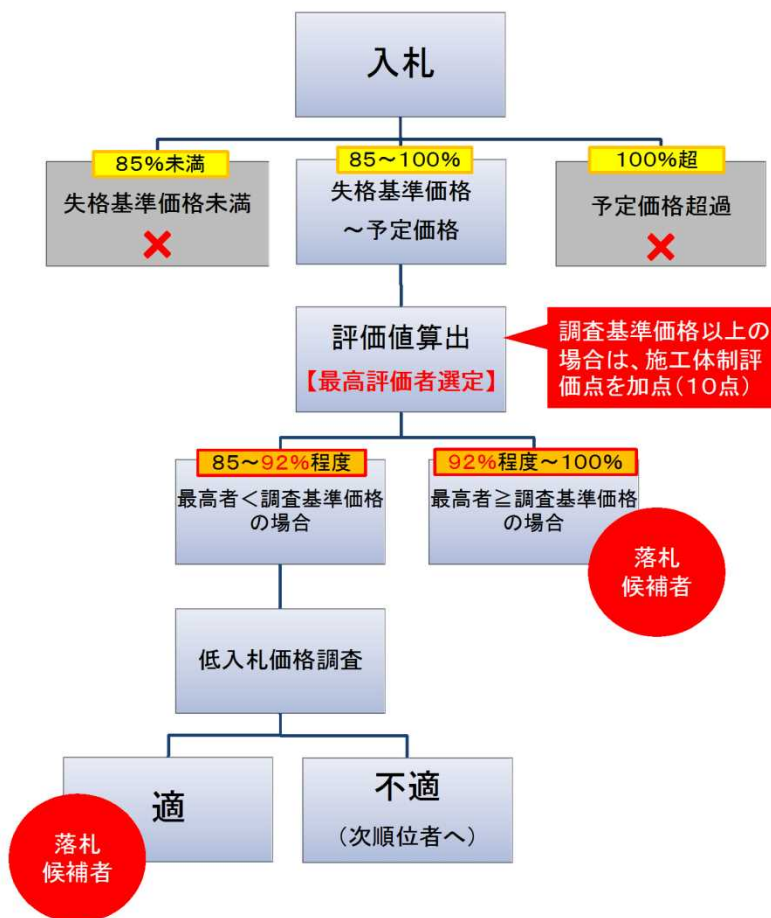 入札
85%未満
失格基準価格未満
85～100%
失格基準価格
～予定価格
100%超
予定価格超過
評価値算出
【最高評価者選定】
調査基準価格以上の
場合は、施工体制評
価点を加点(10点)
85～92%程度
最高者＜調査基準価格
の場合
92%程度～100%
最高者≧調査基準価格
の場合
落札
候補者
低入札価格調査
適
落札
候補者
不適
(次順位者へ)